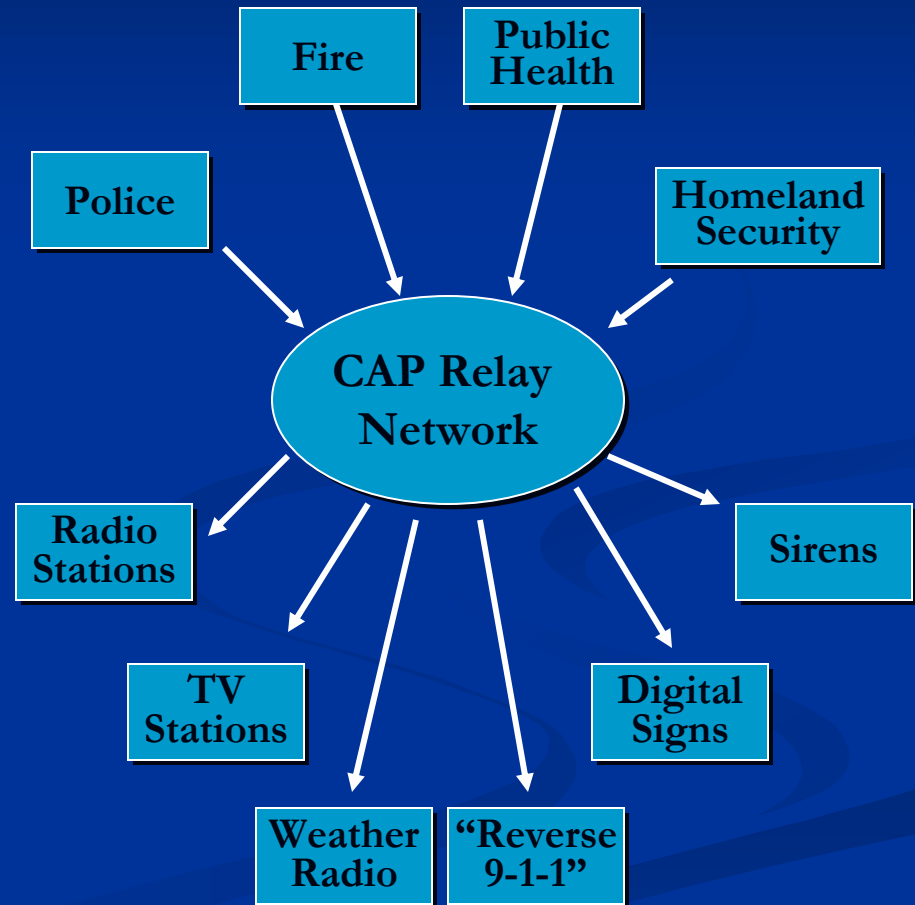 Fire
Public
Health
Police
Homeland
Security
CAP Relay
Network
Radio
Stations
Sirens
TV
Stations
Digital
Signs
Weather
Radio
“Reverse
9-1-1”